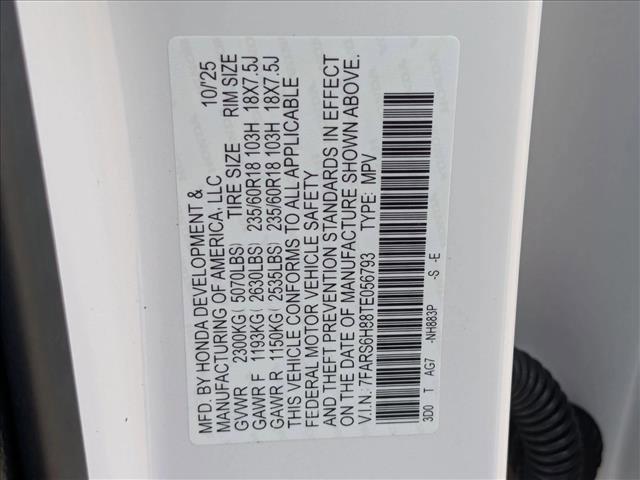 MFD. BY HONDA DEVELOPMENT & 10/'25
MANUFACTURING OF AMERICA, LLC
GVWR 2300KG ( 5070LBS) TIRE SIZE RIM SIZE
GAWR F 1193KG ( 2630LBS) 235/60R18 103H 18X7.5J
GAWR R 1150KG ( 2535LBS) 235/60R18 103H 18X7.5J
THIS VEHICLE CONFORMS TO ALL APPLICABLE
FEDERAL MOTOR VEHICLE SAFETY
AND THEFT PREVENTION STANDARDS IN EFFECT
ON THE DATE OF MANUFACTURE SHOWN ABOVE.
V.I.N: 7FARS6H88TE056793 TYPE: MPV
3D0 T AG7 -NH883P -S -E